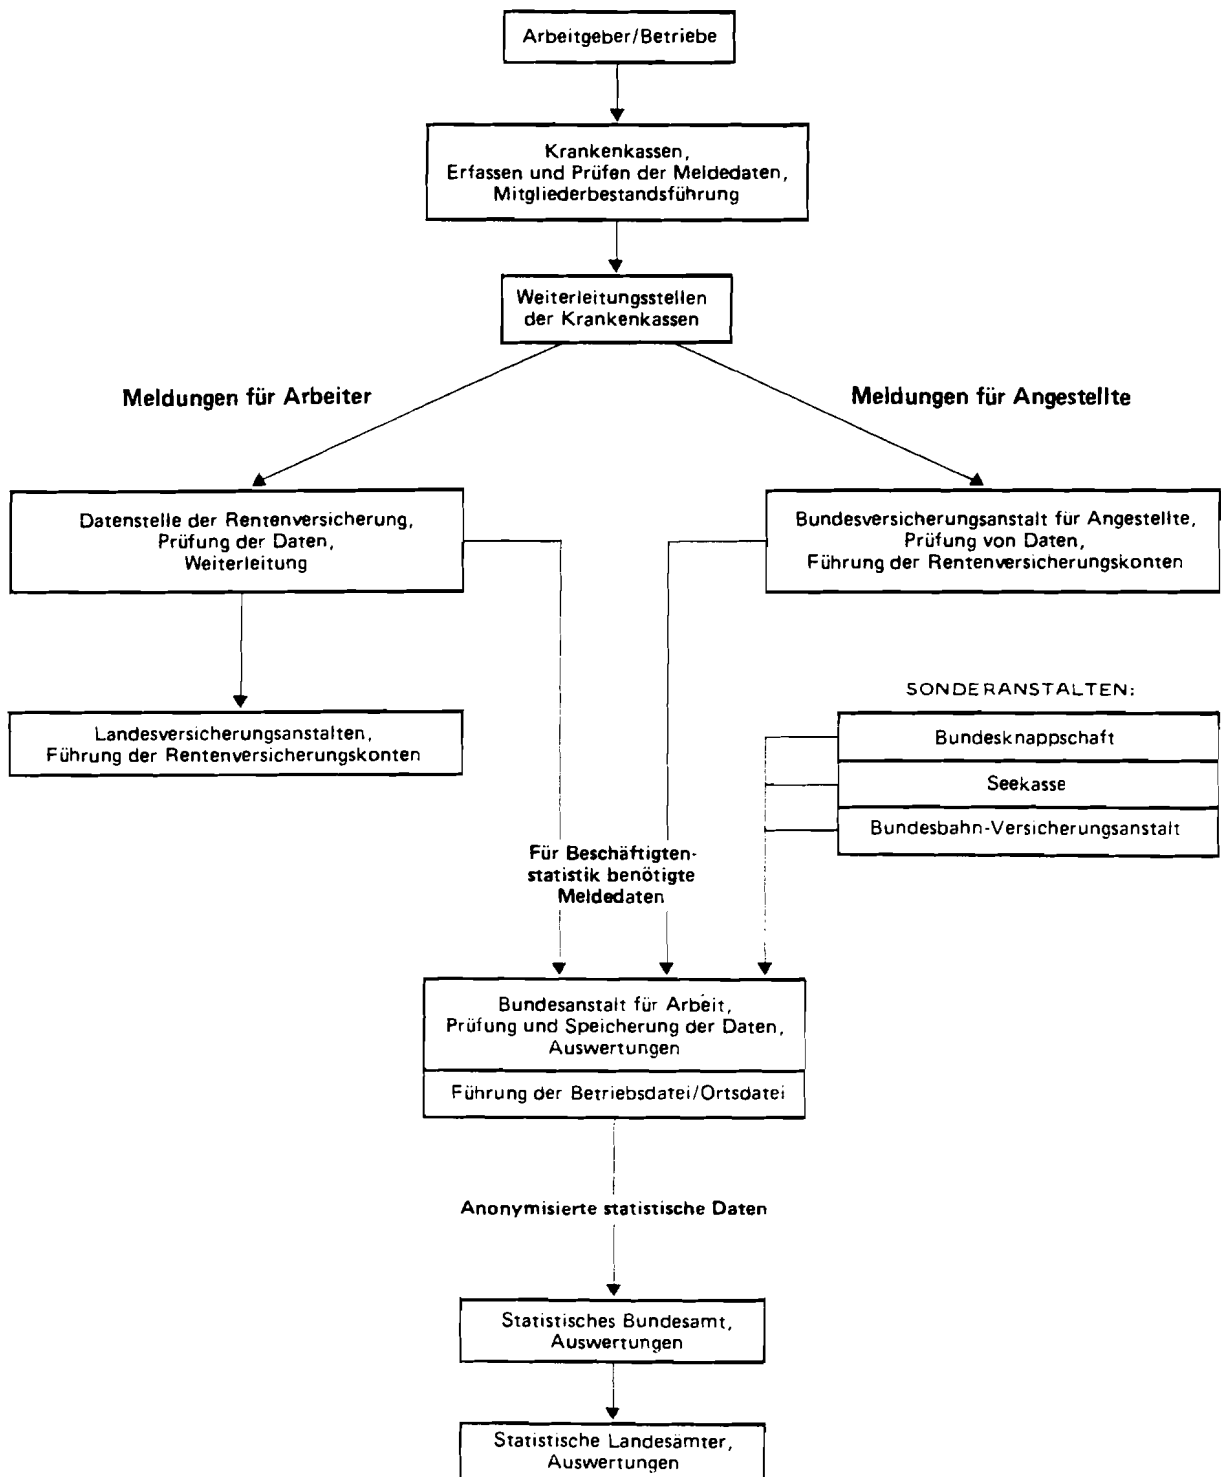 Arbeitgeber/Betriebe
Krankenkassen,
Erfassen und Prüfen der Meldedaten,
Mitgliederbestandsführung
Weiterleitungsstellen
der Krankenkassen
Meldungen für Arbeiter
Meldungen für Angestellte
Datenstelle der Rentenversicherung,
Prüfung der Daten,
Weiterleitung
Bundesversicherungsanstalt für Angestellte,
Prüfung von Daten,
Führung der Rentenversicherungskonten
Landesversicherungsanstalten,
Führung der Rentenversicherungskonten
SONDERANSTALTEN:
Bundesknappschaft
Seekasse
Bundesbahn-Versicherungsanstalt
Für Beschäftigten-
statistik benötigte
Meldedaten
Bundesanstalt für Arbeit,
Prüfung und Speicherung der Daten,
Auswertungen
Führung der Betriebsdatei/Ortsdatei
Anonymisierte statistische Daten
Statistisches Bundesamt,
Auswertungen
Statistische Landesämter,
Auswertungen